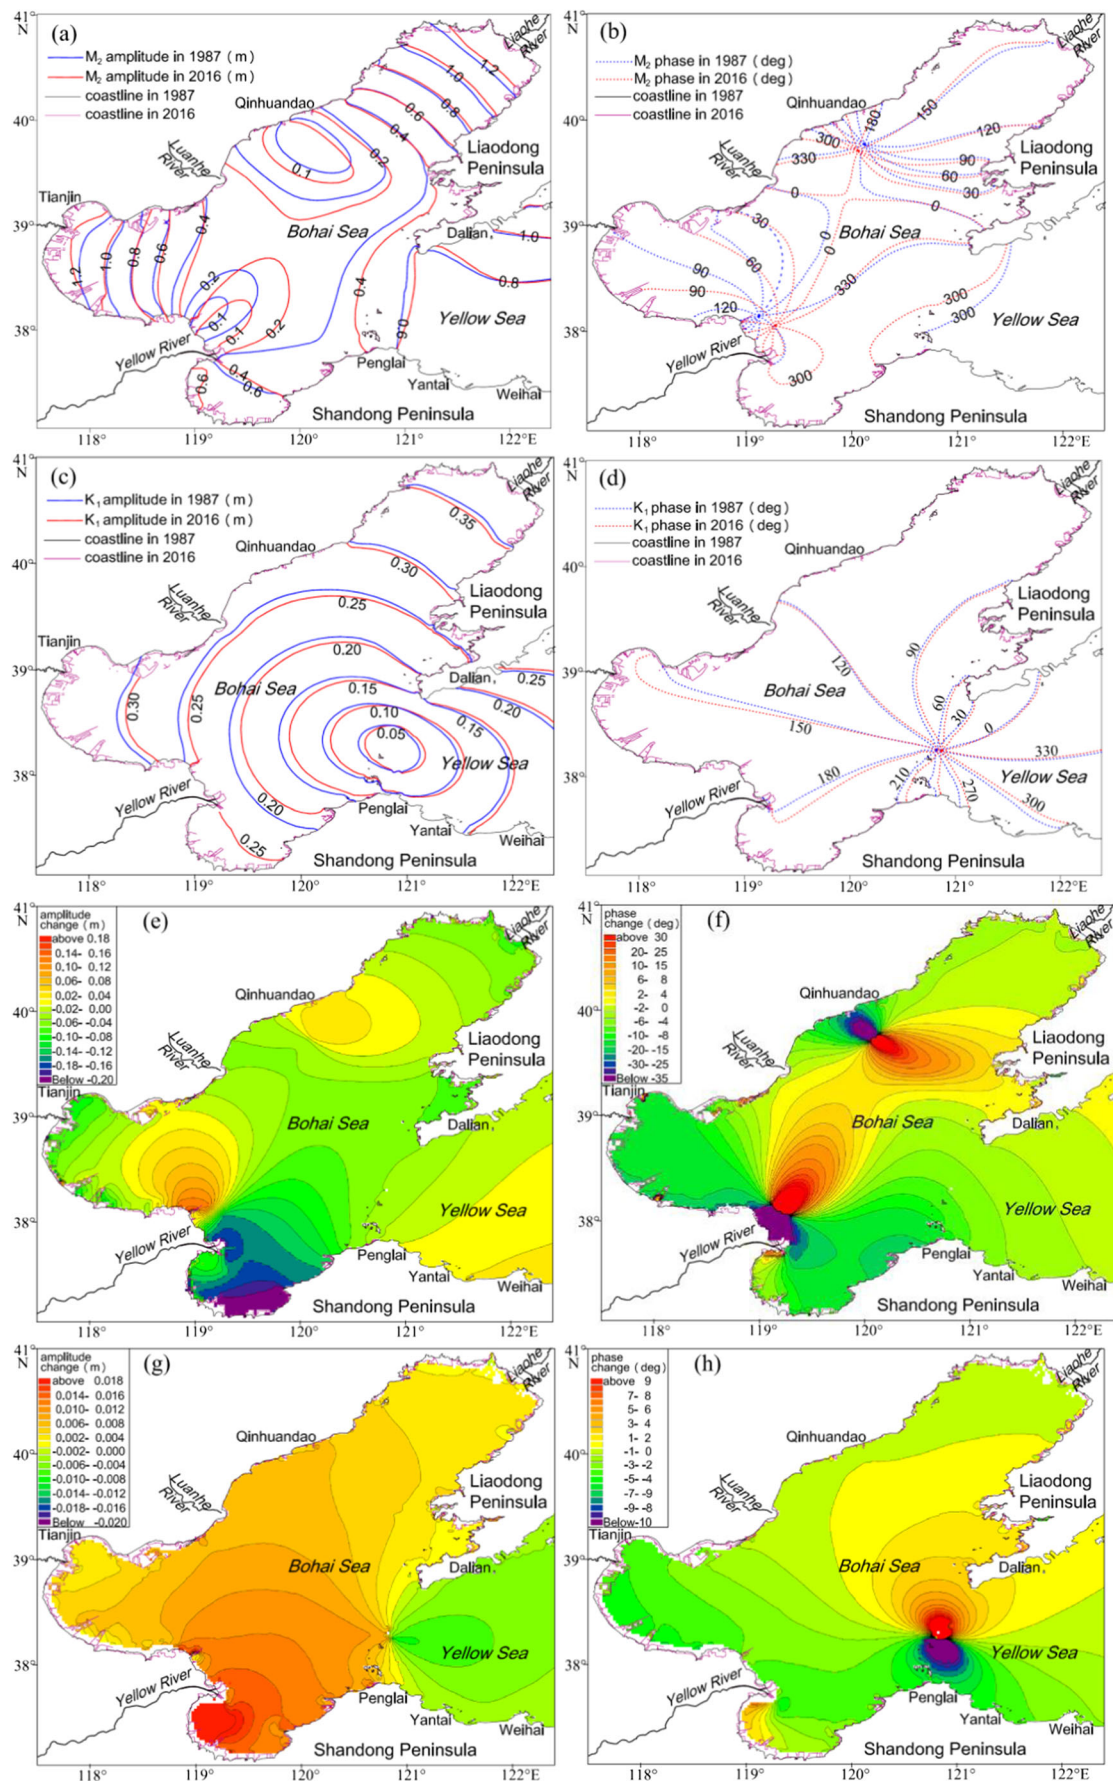 (a)
M₂ amplitude in 1987 (m)
M₂ amplitude in 2016 (m)
coastline in 1987
coastline in 2016
41°
N
40°
39°
38°
118°
119°
120°
121°
122°E
Qinhuandao
Luanhe
River
Tianjin
Liaohe
River
Liaodong
Peninsula
Bohai Sea
Dalian
Yellow Sea
Yellow River
Penglai
Yantai
Weihai
Shandong Peninsula
1.2
1.0
0.8
0.6
0.4
0.2
0.1
1.2
1.0
0.8
0.6
0.4
0.2
0.1
0.1
0.2
0.4
0.6
1.0
0.8
0.4
0.6
0.6
(b)
M₂ phase in 1987 (deg)
M₂ phase in 2016 (deg)
coastline in 1987
coastline in 2016
41°
N
40°
39°
38°
118°
119°
120°
121°
122°E
Qinhuandao
Luanhe
River
Tianjin
Liaohe
River
Liaodong
Peninsula
Bohai Sea
Dalian
Yellow Sea
Yellow River
Penglai
Yantai
Weihai
Shandong Peninsula
180
150
120
90
60
30
0
300
330
0
30
60
90
90
120
0
330
300
300
300
(c)
K₁ amplitude in 1987 (m)
K₁ amplitude in 2016 (m)
coastline in 1987
coastline in 2016
41°
N
40°
39°
38°
118°
119°
120°
121°
122°E
Qinhuandao
Luanhe
River
Tianjin
Liaohe
River
Liaodong
Peninsula
Bohai Sea
Dalian
Yellow Sea
Yellow River
Penglai
Yantai
Weihai
Shandong Peninsula
0.35
0.30
0.25
0.20
0.15
0.10
0.05
0.30
0.25
0.25
0.20
0.15
0.20
0.25
(d)
K₁ phase in 1987 (deg)
K₁ phase in 2016 (deg)
coastline in 1987
coastline in 2016
41°
N
40°
39°
38°
118°
119°
120°
121°
122°E
Qinhuandao
Luanhe
River
Tianjin
Liaohe
River
Liaodong
Peninsula
Bohai Sea
Dalian
Yellow Sea
Yellow River
Penglai
Yantai
Weihai
Shandong Peninsula
120
90
60
30
0
150
180
210
270
300
330
(e)
amplitude
change (m)
above 0.18
0.14- 0.16
0.10- 0.12
0.06- 0.08
0.02- 0.04
-0.02- 0.00
-0.06- -0.04
-0.10- -0.08
-0.14- -0.12
-0.18- -0.16
Below -0.20
41°
N
40°
39°
38°
118°
119°
120°
121°
122°E
Qinhuandao
Luanhe
River
Tianjin
Liaohe
River
Liaodong
Peninsula
Bohai Sea
Dalian
Yellow Sea
Yellow River
Penglai
Yantai
Weihai
Shandong Peninsula
(f)
phase
change (deg)
above 30
20- 25
10- 15
6- 8
2- 4
-2- 0
-6- -4
-10- -8
-20- -15
-30- -25
Below -35
41°
N
40°
39°
38°
118°
119°
120°
121°
122°E
Qinhuandao
Luanhe
River
Tianjin
Liaohe
River
Liaodong
Peninsula
Bohai Sea
Dalian
Yellow Sea
Yellow River
Penglai
Yantai
Weihai
Shandong Peninsula
(g)
amplitude
change (m)
above 0.018
0.014- 0.016
0.010- 0.012
0.006- 0.008
0.002- 0.004
-0.002- 0.000
-0.006- -0.004
-0.010- -0.008
-0.014- -0.012
-0.018- -0.016
Below -0.020
41°
N
40°
39°
38°
118°
119°
120°
121°
122°E
Qinhuandao
Luanhe
River
Tianjin
Liaohe
River
Liaodong
Peninsula
Bohai Sea
Dalian
Yellow Sea
Yellow River
Penglai
Yantai
Weihai
Shandong Peninsula
(h)
phase
change (deg)
above 9
7- 8
5- 6
3- 4
1- 2
-1- 0
-3- -2
-5- -4
-7- -9
-9- -8
Below-10
41°
N
40°
39°
38°
118°
119°
120°
121°
122°E
Qinhuandao
Luanhe
River
Tianjin
Liaohe
River
Liaodong
Peninsula
Bohai Sea
Dalian
Yellow Sea
Yellow River
Penglai
Yantai
Weihai
Shandong Peninsula